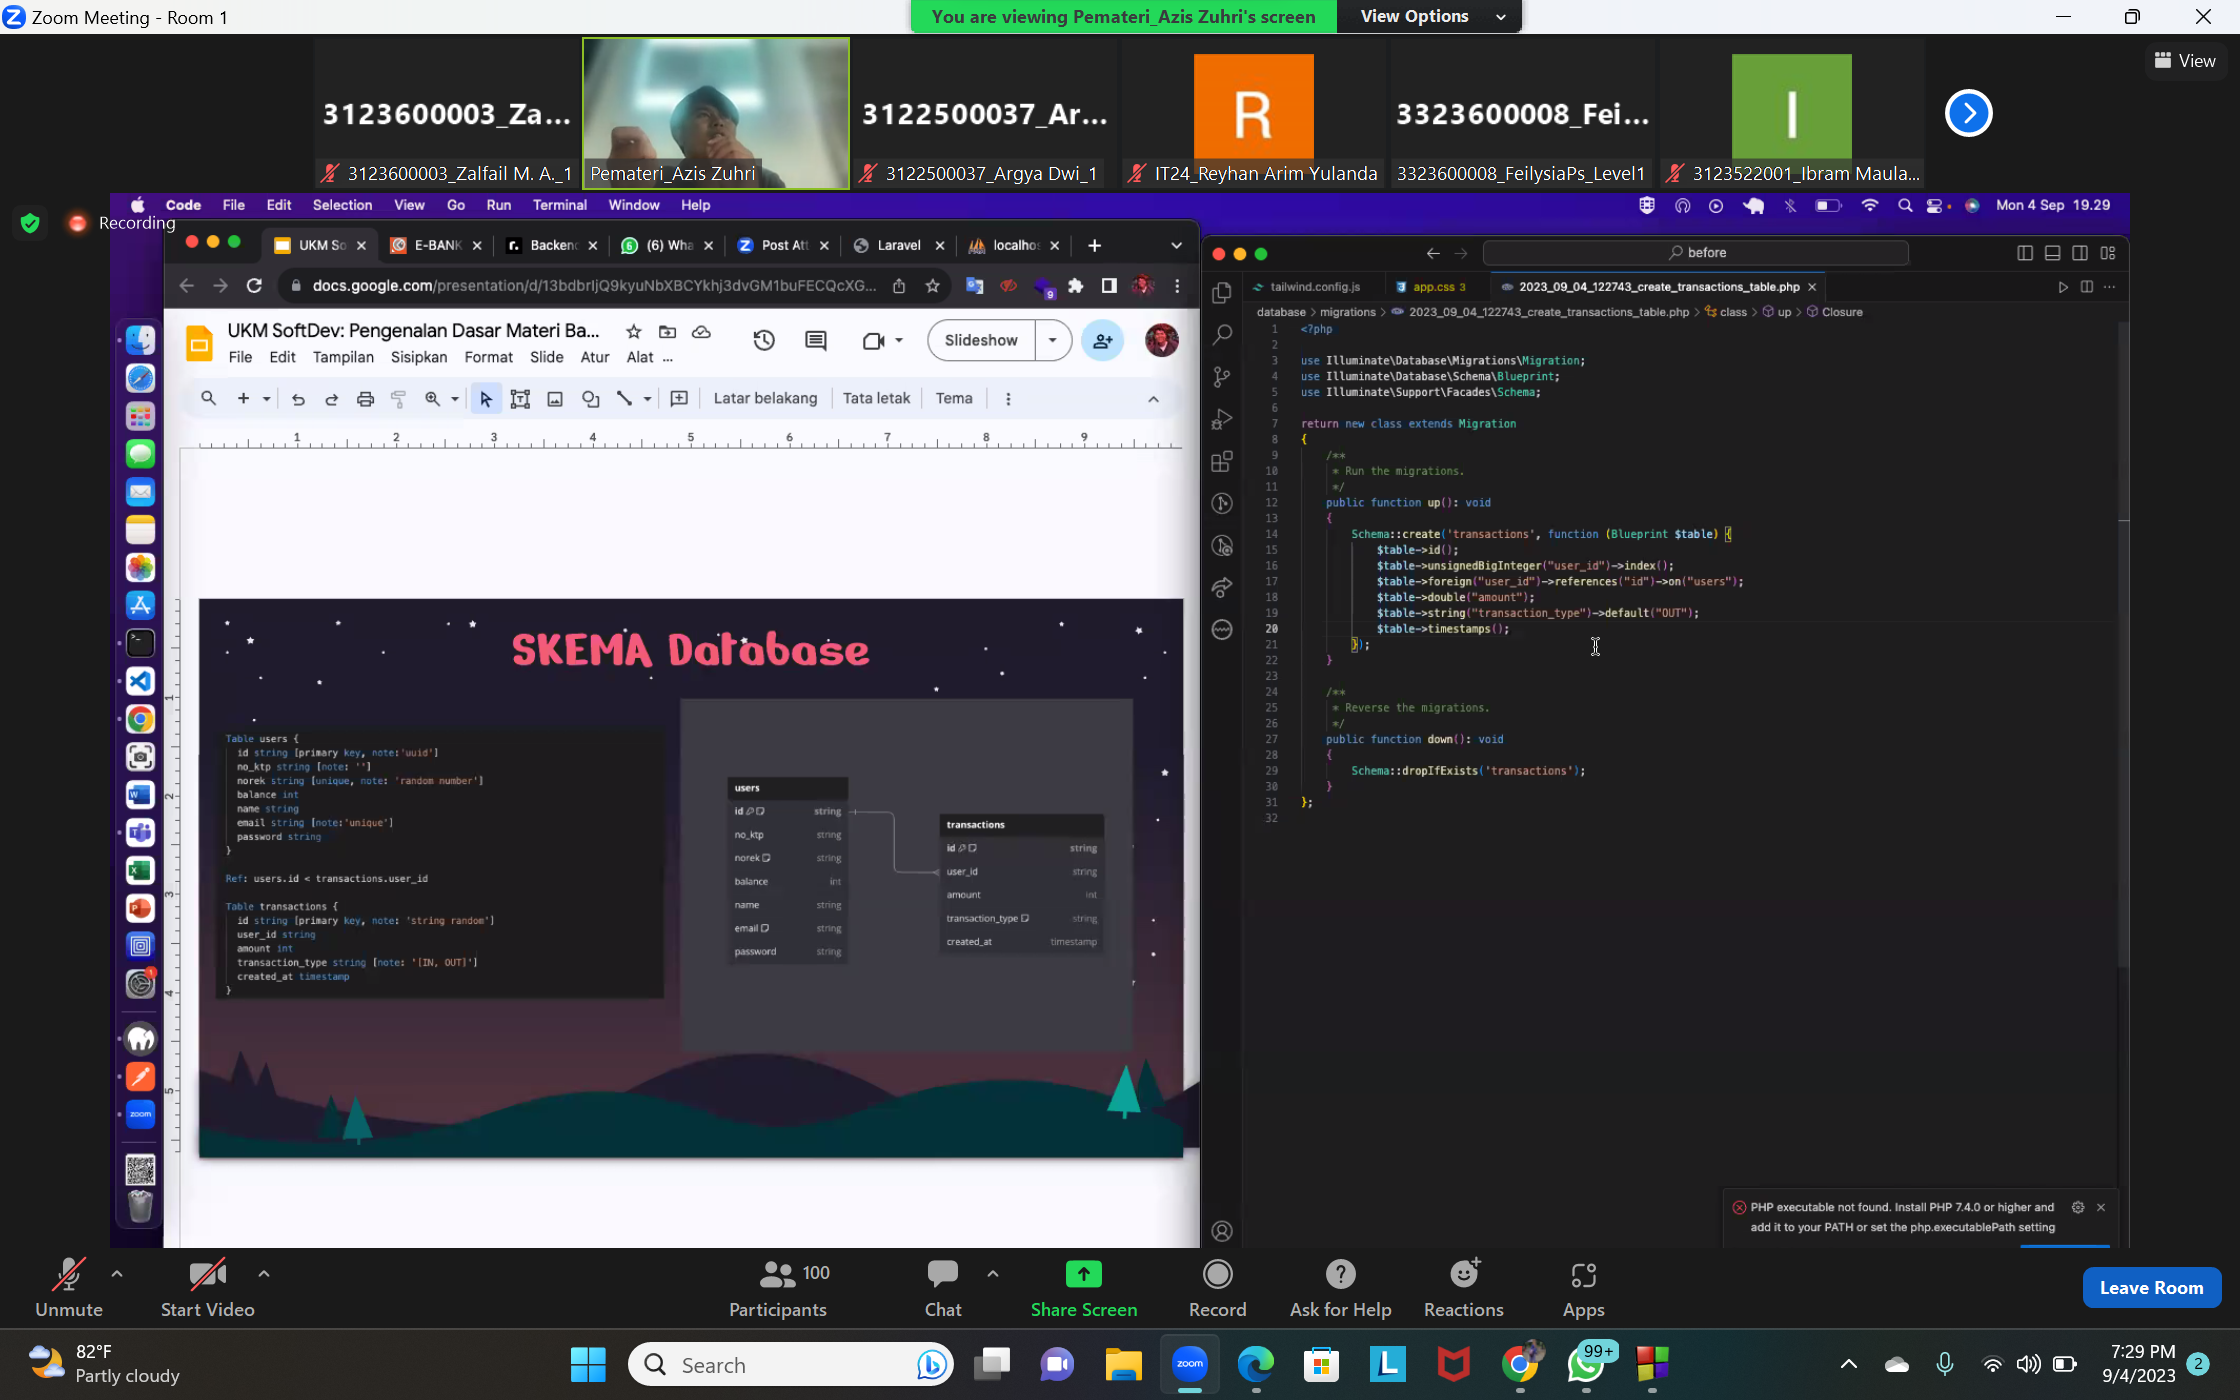 Zoom Meeting - Room 1
You are viewing Pemateri_Azis Zuhri's screen
View Options
View
3123600003_Za...
3122500037_Ar...
R
3323600008_Fei...
I
3123600003_Zalfail M. A._1
Pemateri_Azis Zuhri
3122500037_Argya Dwi_1
IT24_Reyhan Arim Yulanda
3323600008_FeilysiaPs_Level1
3123522001_Ibram Maula...
Recording
Code File Edit Selection View Go Run Terminal Window Help
Mon 4 Sep 19.29
UKM So
E-BANK
Backen
(6) Wha
Post Att
Laravel
localho
docs.google.com/presentation/d/13bdbrIjQ9kyuNbXBCYkhj3dvGM1buFECQcXG...
9
UKM SoftDev: Pengenalan Dasar Materi Ba...
File Edit Tampilan Sisipkan Format Slide Atur Alat ...
Slideshow
Latar belakang
Tata letak
Tema
1 2 3 4 5 6 7 8 9
1
2
3
4
5
SKEMA Database
Table users {
id string [primary key, note:'uuid']
no_ktp string [note: '']
norek string [unique, note: 'random number']
balance int
name string
email string [note:'unique']
password string
}
Ref: users.id < transactions.user_id
Table transactions {
id string [primary key, note: 'string random']
user_id string
amount int
transaction_type string [note: '[IN, OUT]']
created_at timestamp
}
users
id string
no_ktp string
norek string
balance int
name string
email string
password string
transactions
id string
user_id string
amount int
transaction_type string
created_at timestamp
before
tailwind.config.js
app.css 3
2023_09_04_122743_create_transactions_table.php
database > migrations > 2023_09_04_122743_create_transactions_table.php > class > up > Closure
1 <?php
2
3 use Illuminate\Database\Migrations\Migration;
4 use Illuminate\Database\Schema\Blueprint;
5 use Illuminate\Support\Facades\Schema;
6
7 return new class extends Migration
8 {
9 /**
10 * Run the migrations.
11 */
12 public function up(): void
13 {
14 Schema::create('transactions', function (Blueprint $table) {
15 $table->id();
16 $table->unsignedBigInteger("user_id")->index();
17 $table->foreign("user_id")->references("id")->on("users");
18 $table->double("amount");
19 $table->string("transaction_type")->default("OUT");
20 $table->timestamps();
21 });
22 }
23
24 /**
25 * Reverse the migrations.
26 */
27 public function down(): void
28 {
29 Schema::dropIfExists('transactions');
30 }
31 };
32
PHP executable not found. Install PHP 7.4.0 or higher and
add it to your PATH or set the php.executablePath setting
zoom
Unmute
Start Video
100
Participants
Chat
Share Screen
Record
Ask for Help
Reactions
Apps
Leave Room
82°F
Partly cloudy
Search
zoom
L
99+
7:29 PM
9/4/2023
2